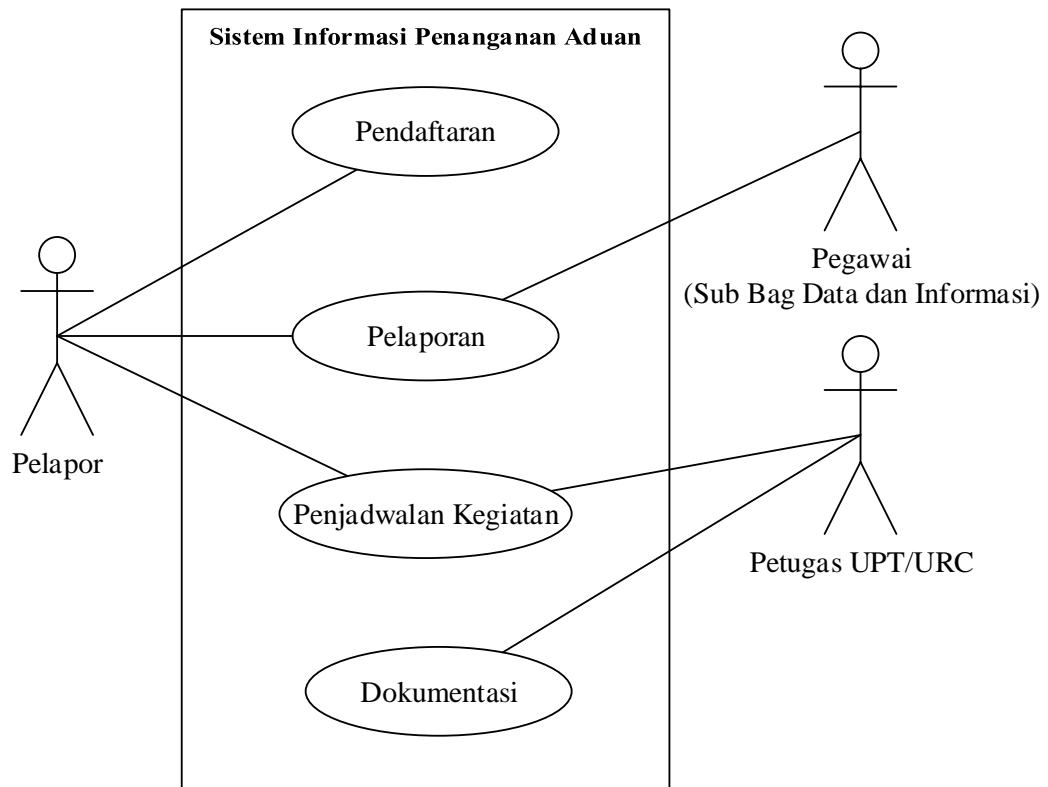 Sistem Informasi Penanganan Aduan
Pendaftaran
Pelaporan
Penjadwalan Kegiatan
Dokumentasi
Pelapor
Pegawai
(Sub Bag Data dan Informasi)
Petugas UPT/URC